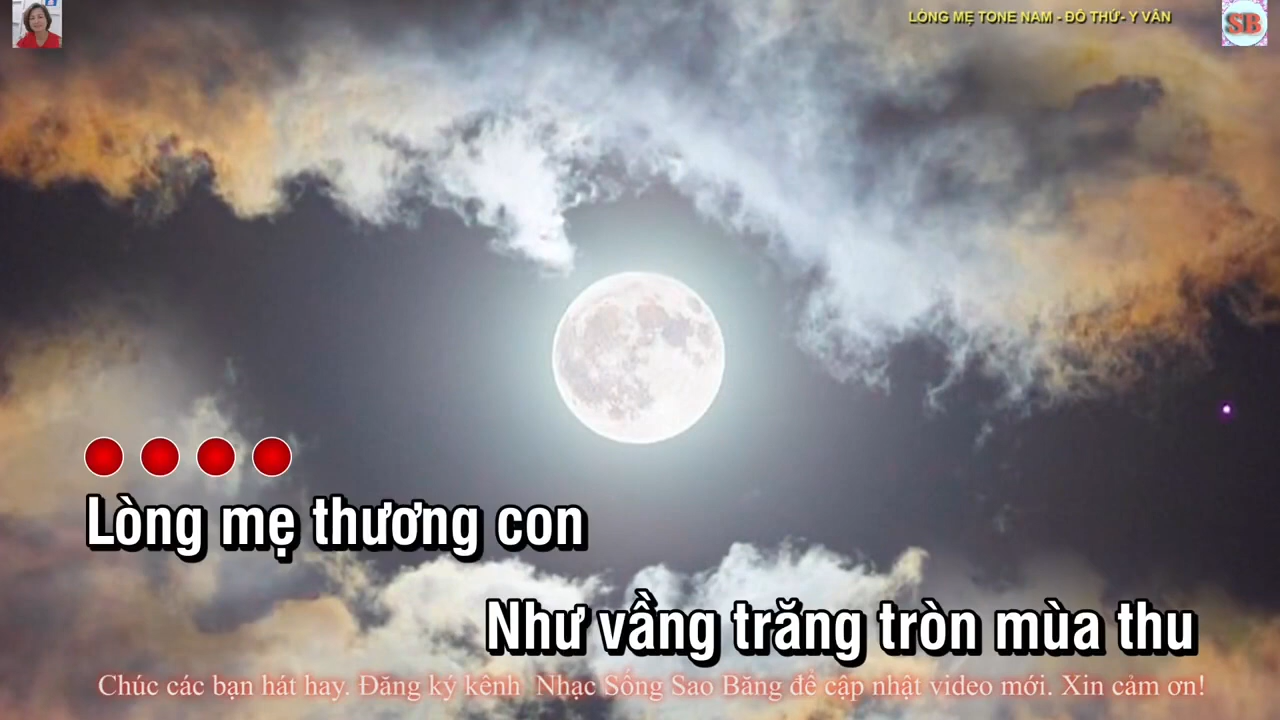 LÒNG MẸ TONE NAM - ĐÔ THỨ- Y VÂN
SB
Lòng mẹ thương con
Như vầng trăng tròn mùa thu
Chúc các bạn hát hay. Đăng ký kênh Nhạc Sống Sao Băng để cập nhật video mới. Xin cảm ơn!